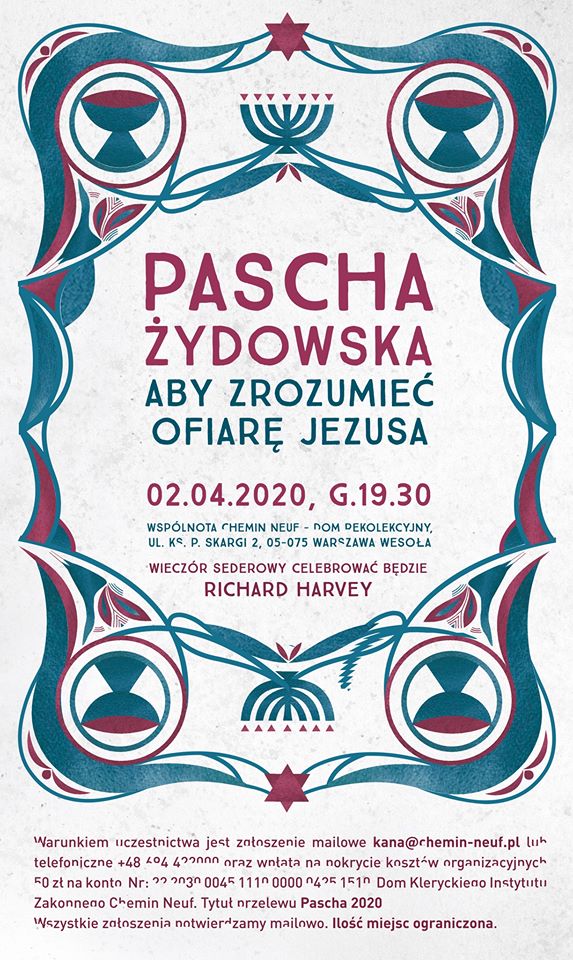 PASCHA
ŻYDOWSKA
ABY ZROZUMIEĆ
OFIARĘ JEZUSA
02.04.2020, G.19.30
WSPÓLNOTA CHEMIN NEUF - DOM REKOLEKCYJNY,
UL. KS. P. SKARGI 2, 05-075 WARSZAWA WESOŁA
WIECZÓR SEDEROWY CELEBROWAĆ BĘDZIE
RICHARD HARVEY
Warunkiem uczestnictwa jest zgłoszenie mailowe kana@chemin-neuf.pl lub
telefoniczne +48 oraz wpłata na pokrycie kosztów organizacyjnych
50 zł na konto Nr: 0045 0000 Dom Kleryckiego Instytutu
Zakonnego Chemin Neuf. Tytuł przelewu Pascha 2020
Wszystkie zgłoszenia potwierdzamy mailowo. Ilość miejsc ograniczona.